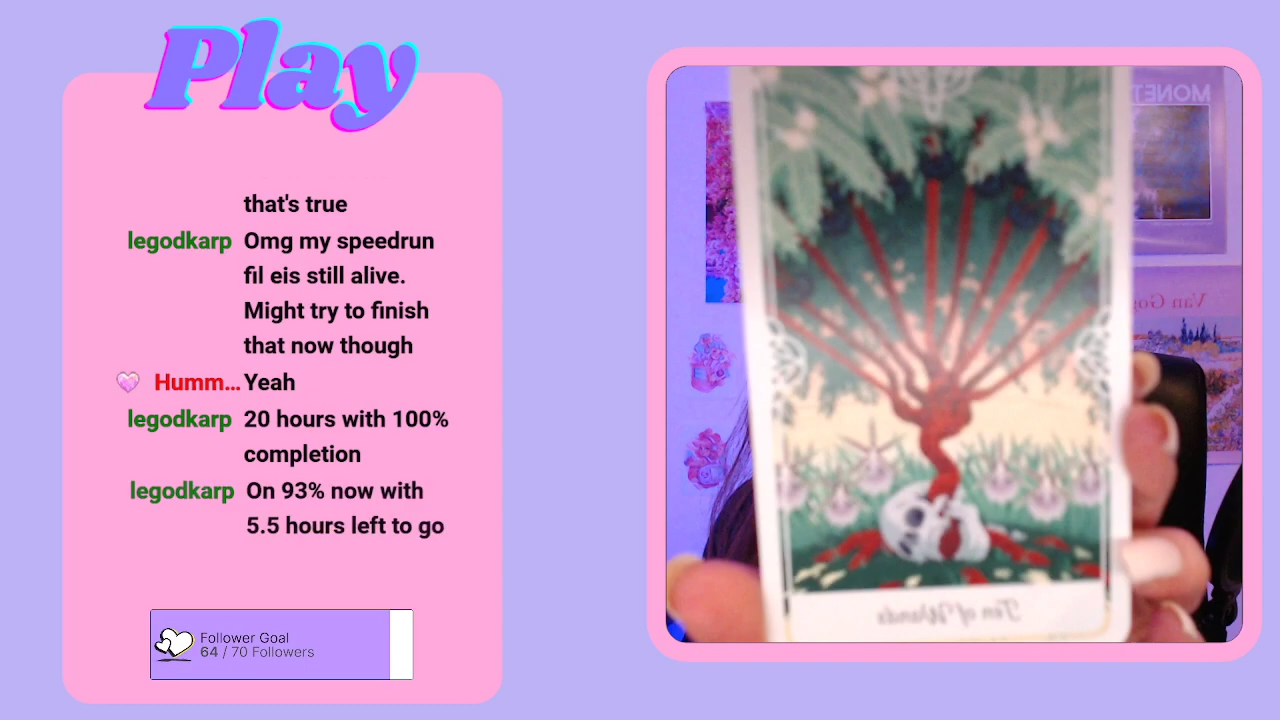 Play
that's true
legodkarp Omg my speedrun
fil eis still alive.
Might try to finish
that now though
Humm… Yeah
legodkarp 20 hours with 100%
completion
legodkarp On 93% now with
5.5 hours left to go
Follower Goal
64 / 70 Followers
MONET
Van Gog
Ten of Wands